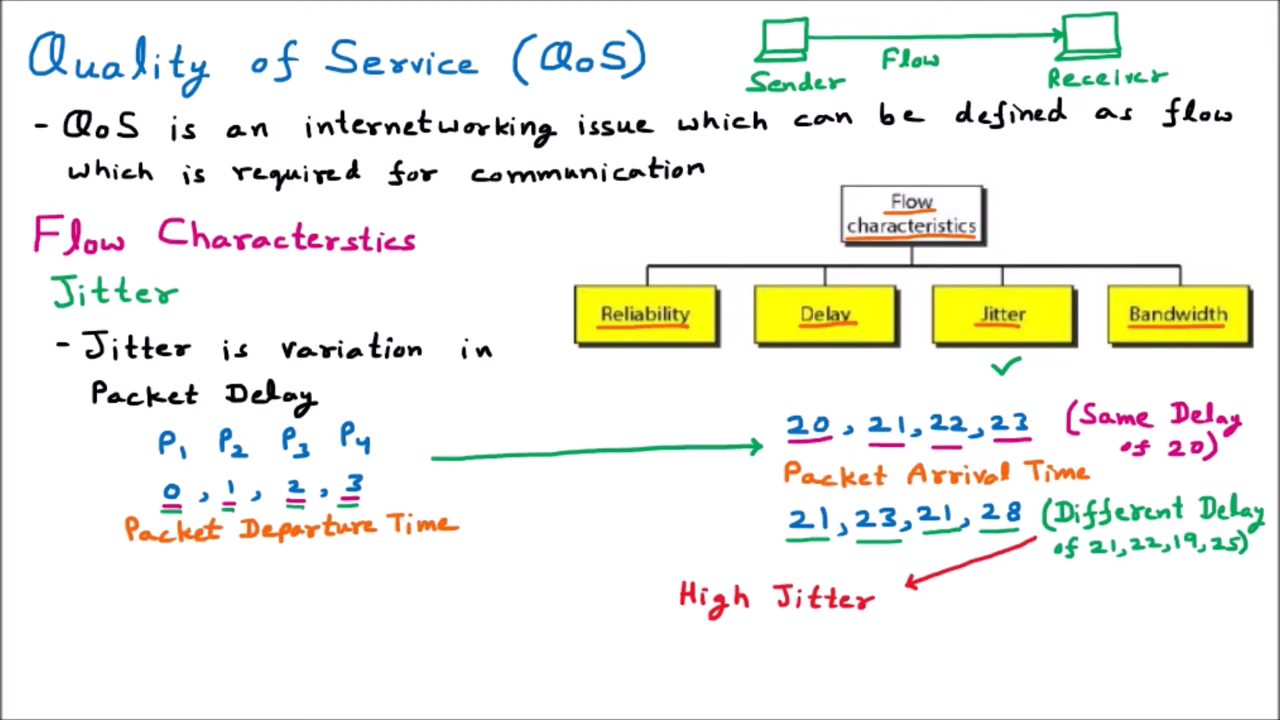 Quality of Service (QoS)
Sender
Flow
Receiver
- QoS is an internetworking issue which can be defined as flow
which is required for communication
Flow
characteristics
Reliability
Delay
Jitter
Bandwidth
Flow Characterstics
Jitter
- Jitter is variation in
Packet Delay
P1 P2 P3 P4
0, 1, 2, 3
Packet Departure Time
20, 21, 22, 23 (Same Delay
of 20)
Packet Arrival Time
21, 23, 21, 28 (Different Delay
of 21,22,19,25)
High Jitter